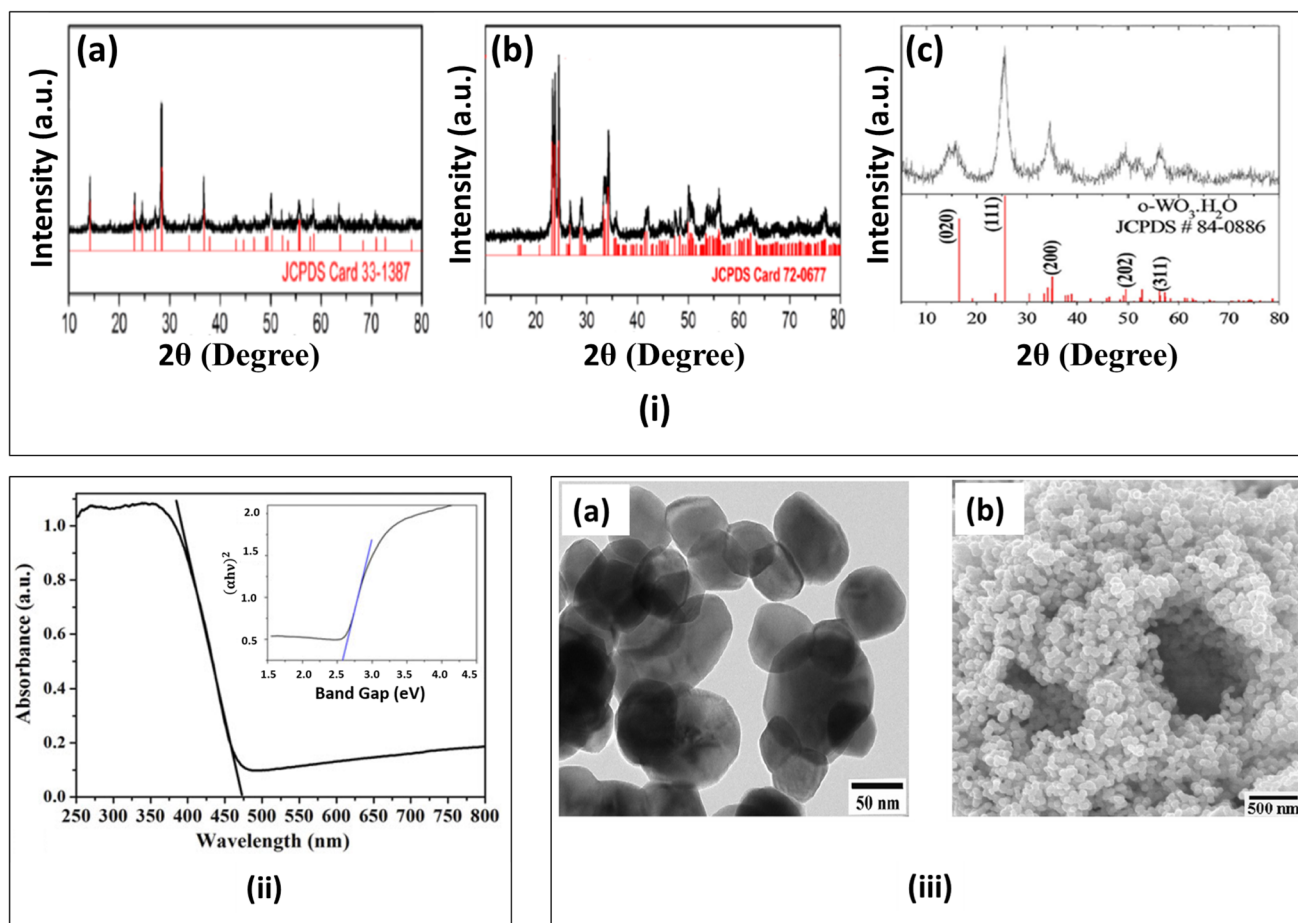 (a)
Intensity (a.u.)
JCPDS Card 33-1387
10 20 30 40 50 60 70 80
2θ (Degree)
(b)
Intensity (a.u.)
JCPDS Card 72-0677
10 20 30 40 50 60 70 80
2θ (Degree)
(c)
Intensity (a.u.)
o-WO₃.H₂O
JCPDS # 84-0886
(020)
(111)
(200)
(202)
(311)
10 20 30 40 50 60 70 80
2θ (Degree)
(i)
Absorbance (a.u.)
1.0
0.8
0.6
0.4
0.2
0.0
250 300 350 400 450 500 550 600 650 700 750 800
Wavelength (nm)
(αhν)²
2.0
1.5
1.0
0.5
1.5 2.0 2.5 3.0 3.5 4.0 4.5
Band Gap (eV)
(ii)
(a)
50 nm
(b)
500 nm
(iii)